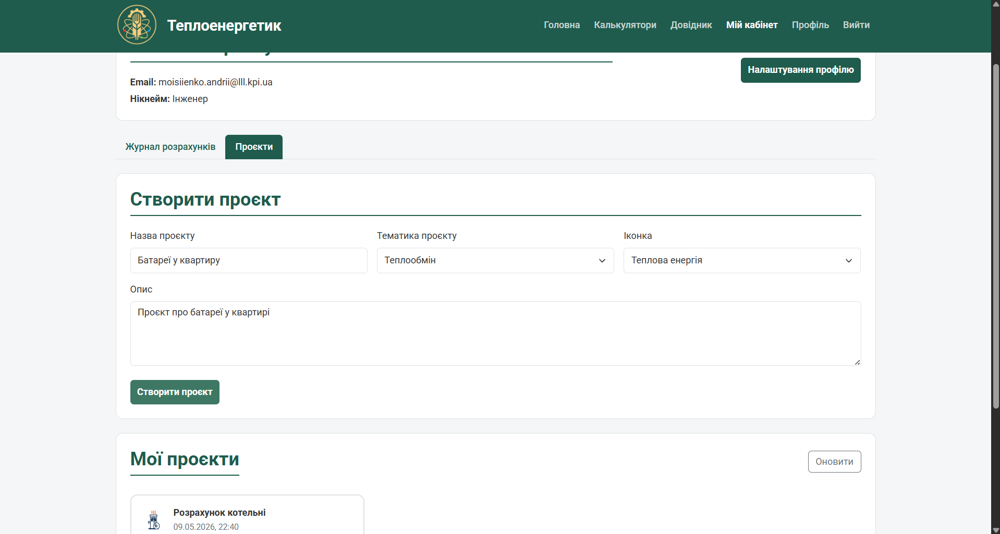 Теплоенергетик
Головна Калькулятори Довідник Мій кабінет Профіль Вийти
Налаштування профілю
Email: moisiienko.andrii@lll.kpi.ua
Нікнейм: Інженер
Журнал розрахунків Проєкти
Створити проєкт
Назва проєкту Тематика проєкту Іконка
Батареї у квартиру Теплообмін Теплова енергія
Опис
Проєкт про батареї у квартирі
Створити проєкт
Мої проєкти
Оновити
Розрахунок котельні
09.05.2026, 22:40